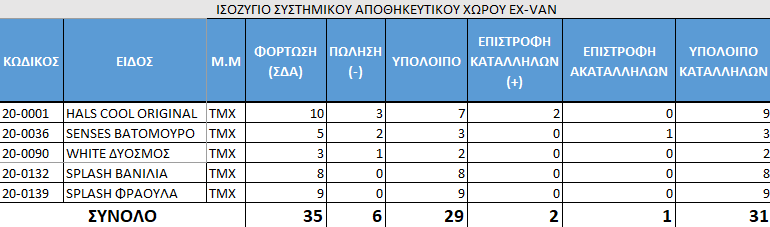 ΙΣΟΖΥΓΙΟ ΣΥΣΤΗΜΙΚΟΥ ΑΠΟΘΗΚΕΥΤΙΚΟΥ ΧΩΡΟΥ EX-VAN
ΚΩΔΙΚΟΣ ΕΙΔΟΣ Μ.Μ ΦΟΡΤΩΣΗ (ΣΔΑ) ΠΩΛΗΣΗ (-) ΥΠΟΛΟΙΠΟ ΕΠΙΣΤΡΟΦΗ ΚΑΤΑΛΛΗΛΩΝ (+) ΕΠΙΣΤΡΟΦΗ ΑΚΑΤΑΛΛΗΛΩΝ ΥΠΟΛΟΙΠΟ ΚΑΤΑΛΛΗΛΩΝ
20-0001 HALS COOL ORIGINAL ΤΜΧ 10 3 7 2 0 9
20-0036 SENSES ΒΑΤΟΜΟΥΡΟ ΤΜΧ 5 2 3 0 1 3
20-0090 WHITE ΔΥΟΣΜΟΣ ΤΜΧ 3 1 2 0 0 2
20-0132 SPLASH ΒΑΝΙΛΙΑ ΤΜΧ 8 0 8 0 0 8
20-0139 SPLASH ΦΡΑΟΥΛΑ ΤΜΧ 9 0 9 0 0 9
ΣΥΝΟΛΟ 35 6 29 2 1 31